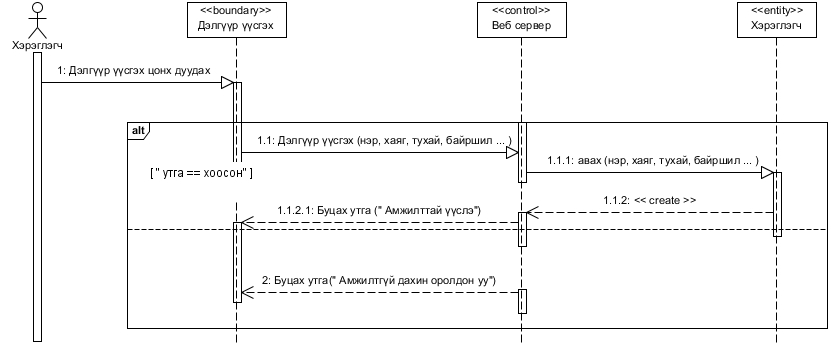 <<boundary>>
Дэлгүүр үүсгэх
<<control>>
Веб сервер
<<entity>>
Хэрэглэгч
Хэрэглэгч
1: Дэлгүүр үүсгэх цонх дуудах
alt
1.1: Дэлгүүр үүсгэх (нэр, хаяг, тухай, байршил ... )
[ " утга == хоосон" ]
1.1.1: авах (нэр, хаяг, тухай, байршил ... )
1.1.2: << create >>
1.1.2.1: Буцах утга (" Амжилттай үүслэ")
2: Буцах утга(" Амжилтгүй дахин оролдон уу")